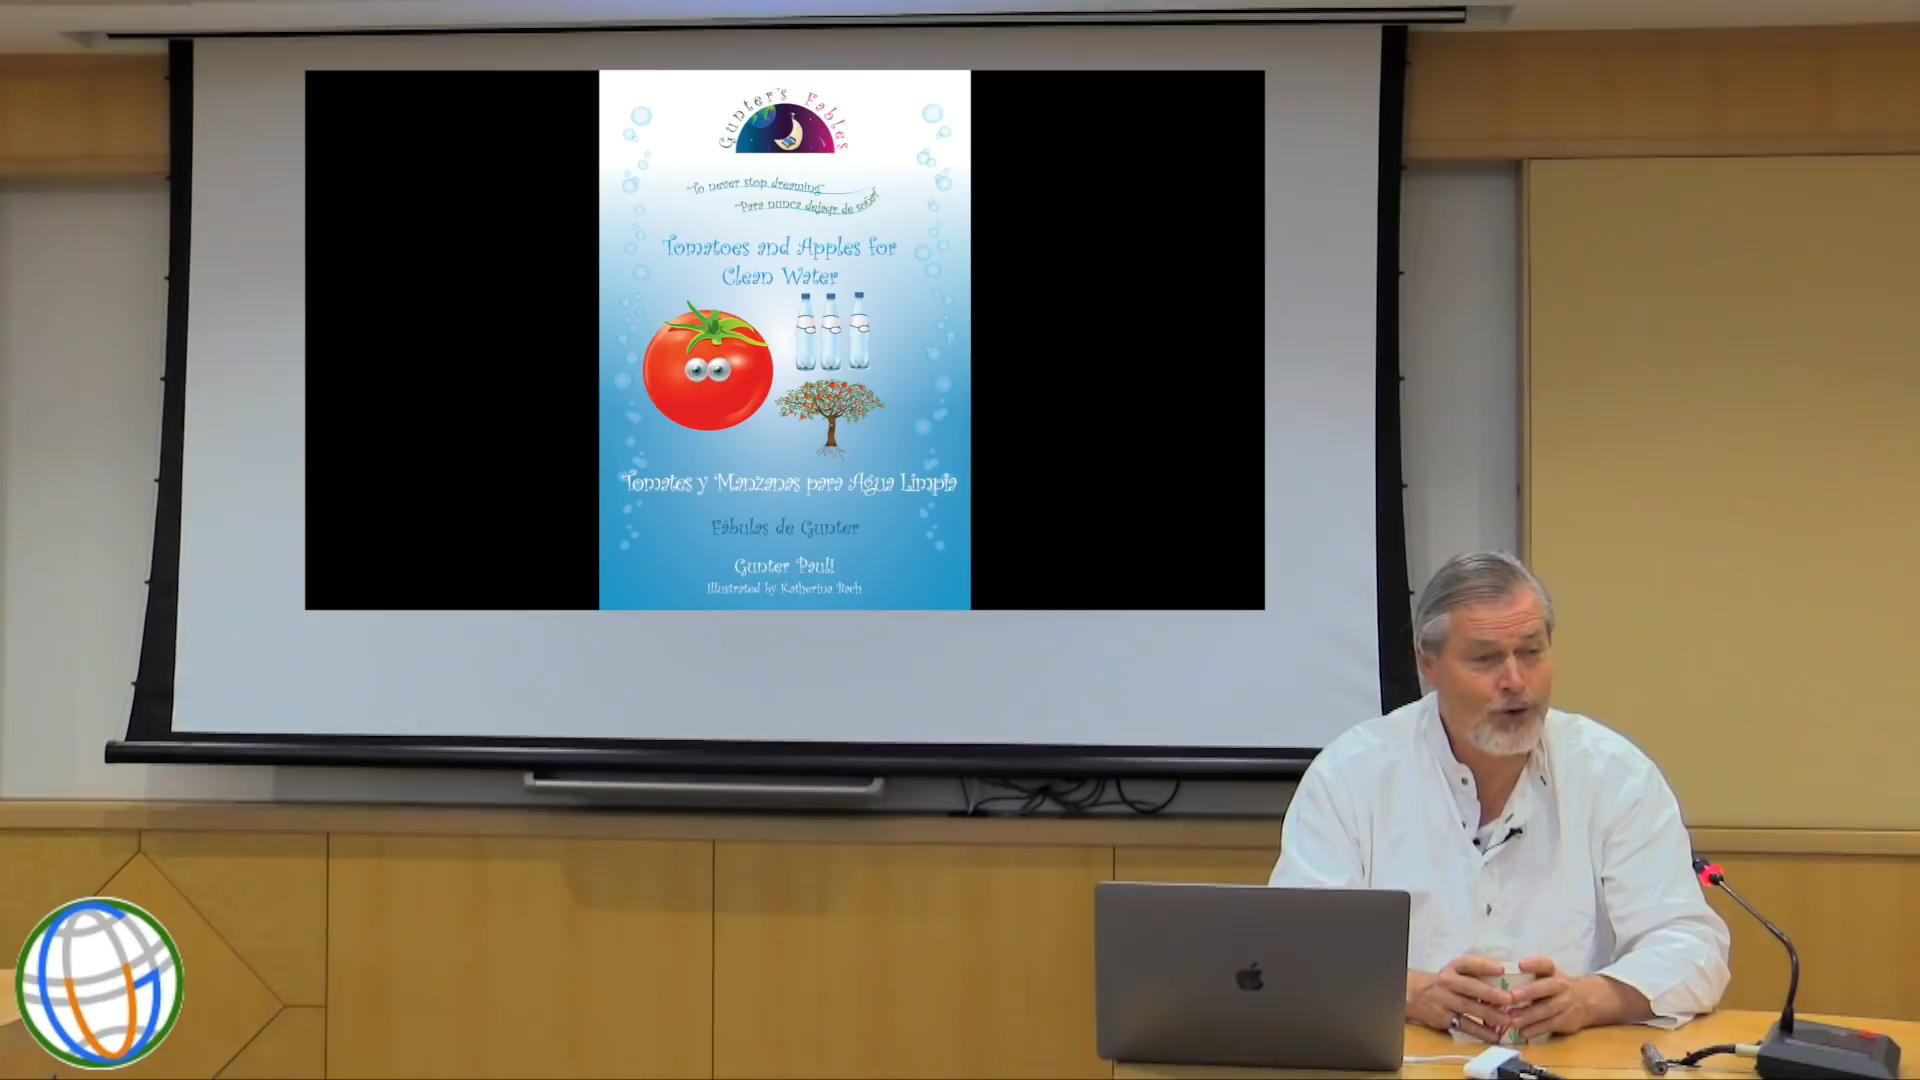 Gunter's Fables
"To never stop dreaming"
"Para nunca dejaqr de soñar"
Tomatoes and Apples for
Clean Water
Tomates y Manzanas para Agua Limpia
Fábulas de Gunter
Gunter Pauli
Illustrated by Katherina Bach